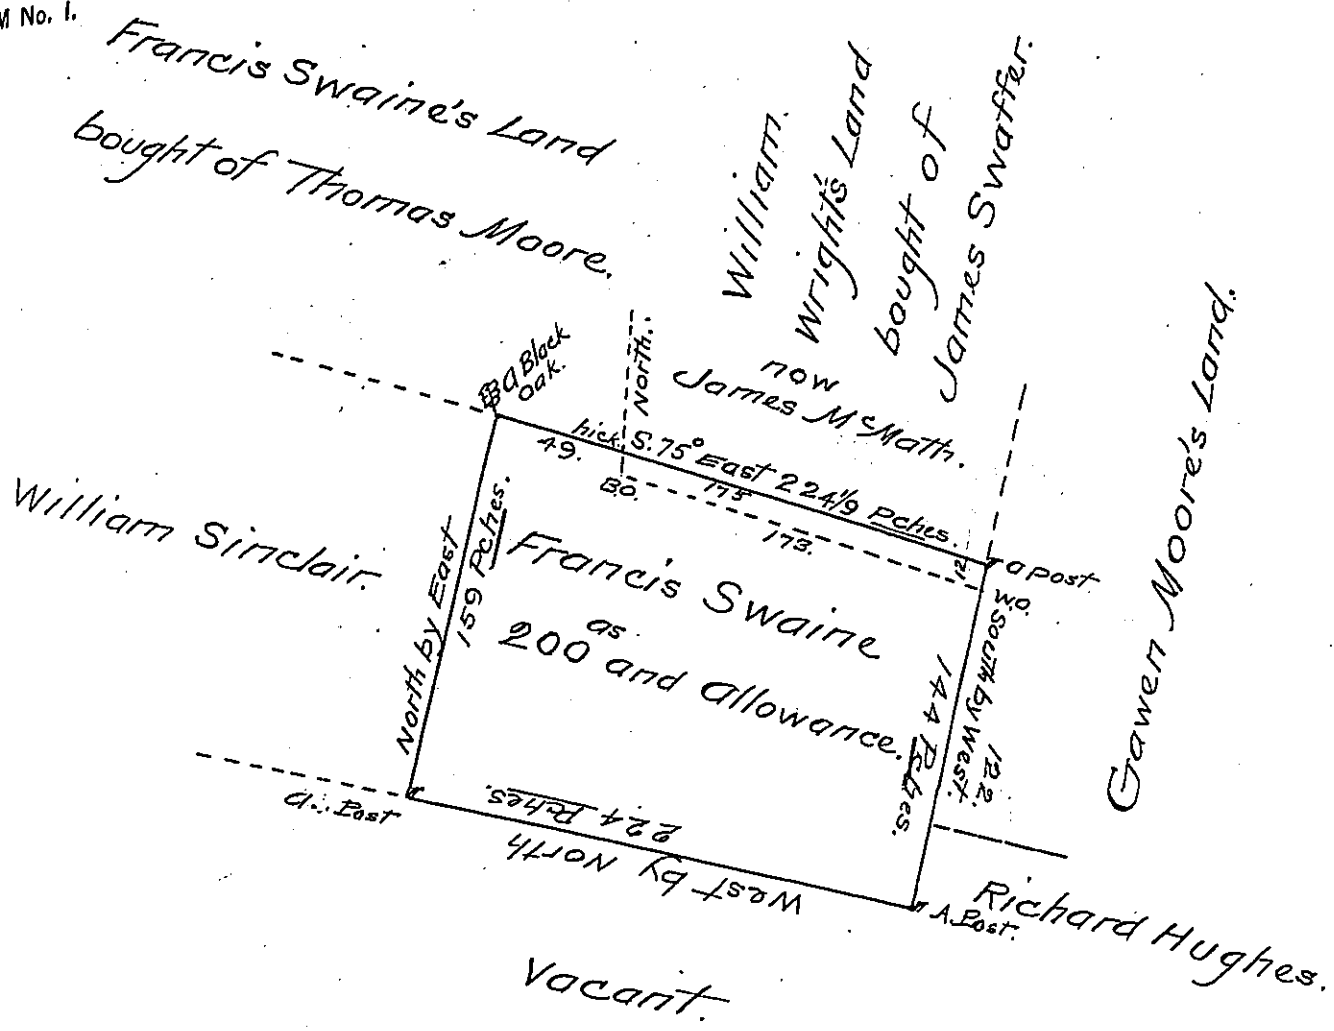 M No. 1.
Francis Swaine's Land
bought of Thomas Moore.
William.
Wright's Land
bought of
James Swaffer.
now
James McMath.
Gawen Moore's Land.
a Black
Oak.
North.
hick. S. 75° East 224 1/9 Pches.
49.
175
B.O.
173.
12
a post
W.O.
William Sinclair.
North by East
159 Pches.
Francis Swaine
as
200 and allowance.
144 Pches.
South by West.
122.
a Post
224 Pches.
West by North
A Post.
Richard Hughes.
Vacant.